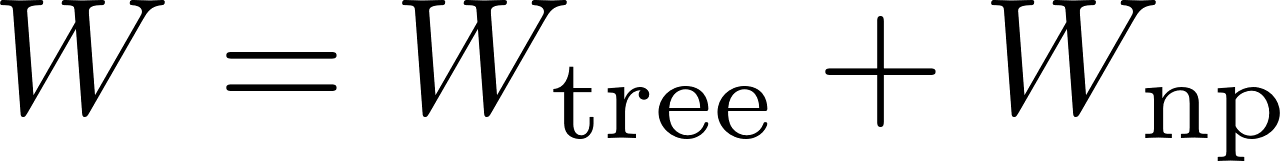 W = W_tree + W_np